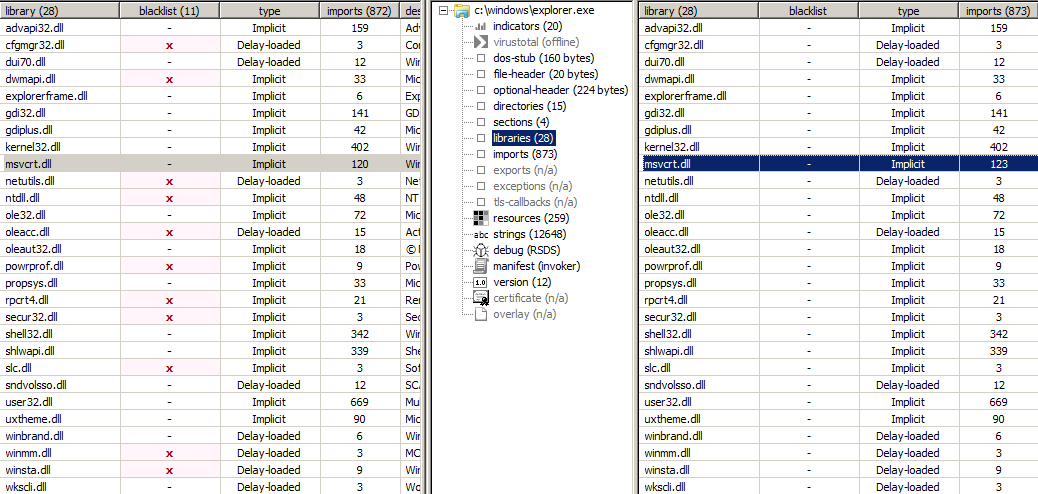 library (28) blacklist (11) type imports (872) des
advapi32.dll - Implicit 159 Adv
cfgmgr32.dll x Delay-loaded 3 Con
dui70.dll - Delay-loaded 12 Win
dwmapi.dll x Implicit 33 Mic
explorerframe.dll - Implicit 6 Exp
gdi32.dll - Implicit 141 GD
gdiplus.dll - Implicit 42 Mic
kernel32.dll - Implicit 402 Win
msvcrt.dll - Implicit 120 Win
netutils.dll x Delay-loaded 3 Net
ntdll.dll x Implicit 48 NT
ole32.dll - Implicit 72 Mic
oleacc.dll x Delay-loaded 15 Act
oleaut32.dll - Implicit 18 ©
powrprof.dll x Implicit 9 Pow
propsys.dll - Implicit 33 Mic
rpcrt4.dll x Implicit 21 Rem
secur32.dll x Implicit 3 Sec
shell32.dll - Implicit 342 Win
shlwapi.dll - Implicit 339 She
slc.dll x Implicit 3 Sof
sndvolsso.dll - Delay-loaded 12 SCA
user32.dll - Implicit 669 Mul
uxtheme.dll - Implicit 90 Mic
winbrand.dll - Delay-loaded 6 Win
winmm.dll x Delay-loaded 3 MC
winsta.dll x Delay-loaded 9 Win
wkscli.dll - Delay-loaded 3 Wo
c:\windows\explorer.exe
indicators (20)
virustotal (offline)
dos-stub (160 bytes)
file-header (20 bytes)
optional-header (224 bytes)
directories (15)
sections (4)
libraries (28)
imports (873)
exports (n/a)
exceptions (n/a)
tls-callbacks (n/a)
resources (259)
abc strings (12648)
debug (RSDS)
manifest (invoker)
1.0 version (12)
certificate (n/a)
overlay (n/a)
library (28) blacklist type imports (873)
advapi32.dll - Implicit 159
cfgmgr32.dll - Delay-loaded 3
dui70.dll - Delay-loaded 12
dwmapi.dll - Implicit 33
explorerframe.dll - Implicit 6
gdi32.dll - Implicit 141
gdiplus.dll - Implicit 42
kernel32.dll - Implicit 402
msvcrt.dll - Implicit 123
netutils.dll - Delay-loaded 3
ntdll.dll - Implicit 48
ole32.dll - Implicit 72
oleacc.dll - Delay-loaded 15
oleaut32.dll - Implicit 18
powrprof.dll - Implicit 9
propsys.dll - Implicit 33
rpcrt4.dll - Implicit 21
secur32.dll - Implicit 3
shell32.dll - Implicit 342
shlwapi.dll - Implicit 339
slc.dll - Implicit 3
sndvolsso.dll - Delay-loaded 12
user32.dll - Implicit 669
uxtheme.dll - Implicit 90
winbrand.dll - Delay-loaded 6
winmm.dll - Delay-loaded 3
winsta.dll - Delay-loaded 9
wkscli.dll - Delay-loaded 3